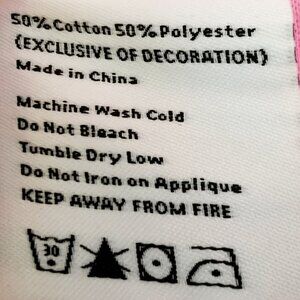 50% Cotton 50% Polyester
(EXCLUSIVE OF DECORATION)
Made in China
Machine Wash Cold
Do Not Bleach
Tumble Dry Low
Do Not Iron on Applique
KEEP AWAY FROM FIRE
30